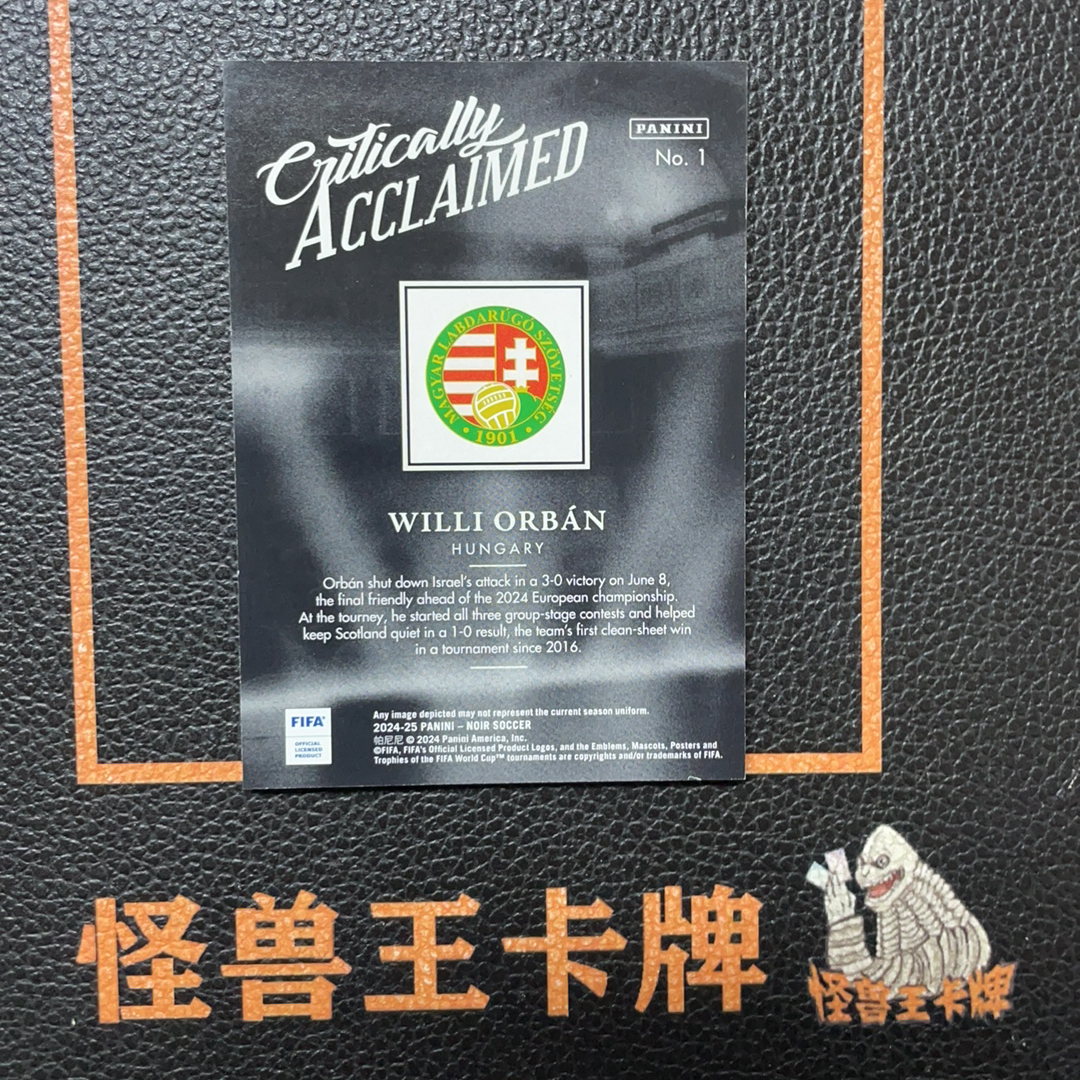 Critically
ACCLAIMED
PANINI
No. 1
MAGYAR LABDARÚGÓ SZÖVETSÉG
• 1901 •
WILLI ORBÁN
HUNGARY
Orbán shut down Israel's attack in a 3-0 victory on June 8,
the final friendly ahead of the 2024 European championship.
At the tourney, he started all three group-stage contests and helped
keep Scotland quiet in a 1-0 result, the team's first clean-sheet win
in a tournament since 2016.
FIFA®
OFFICIAL
LICENSED
PRODUCT
Any image depicted may not represent the current season uniform.
2024-25 PANINI – NOIR SOCCER
帕尼尼 © 2024 Panini America, Inc.
©FIFA, FIFA's Official Licensed Product Logos, and the Emblems, Mascots, Posters and
Trophies of the FIFA World Cup™ tournaments are copyrights and/or trademarks of FIFA.
怪兽王卡牌
怪兽王卡牌